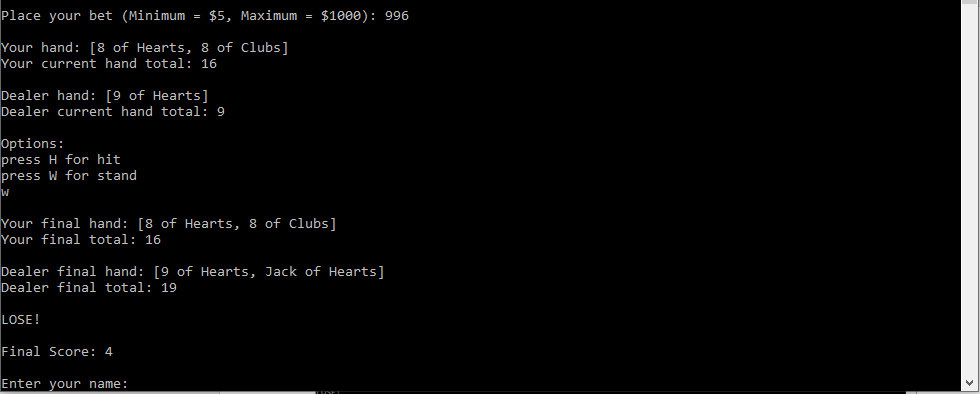 Place your bet (Minimum = $5, Maximum = $1000): 996
Your hand: [8 of Hearts, 8 of Clubs]
Your current hand total: 16
Dealer hand: [9 of Hearts]
Dealer current hand total: 9
Options:
press H for hit
press W for stand
w
Your final hand: [8 of Hearts, 8 of Clubs]
Your final total: 16
Dealer final hand: [9 of Hearts, Jack of Hearts]
Dealer final total: 19
LOSE!
Final Score: 4
Enter your name: